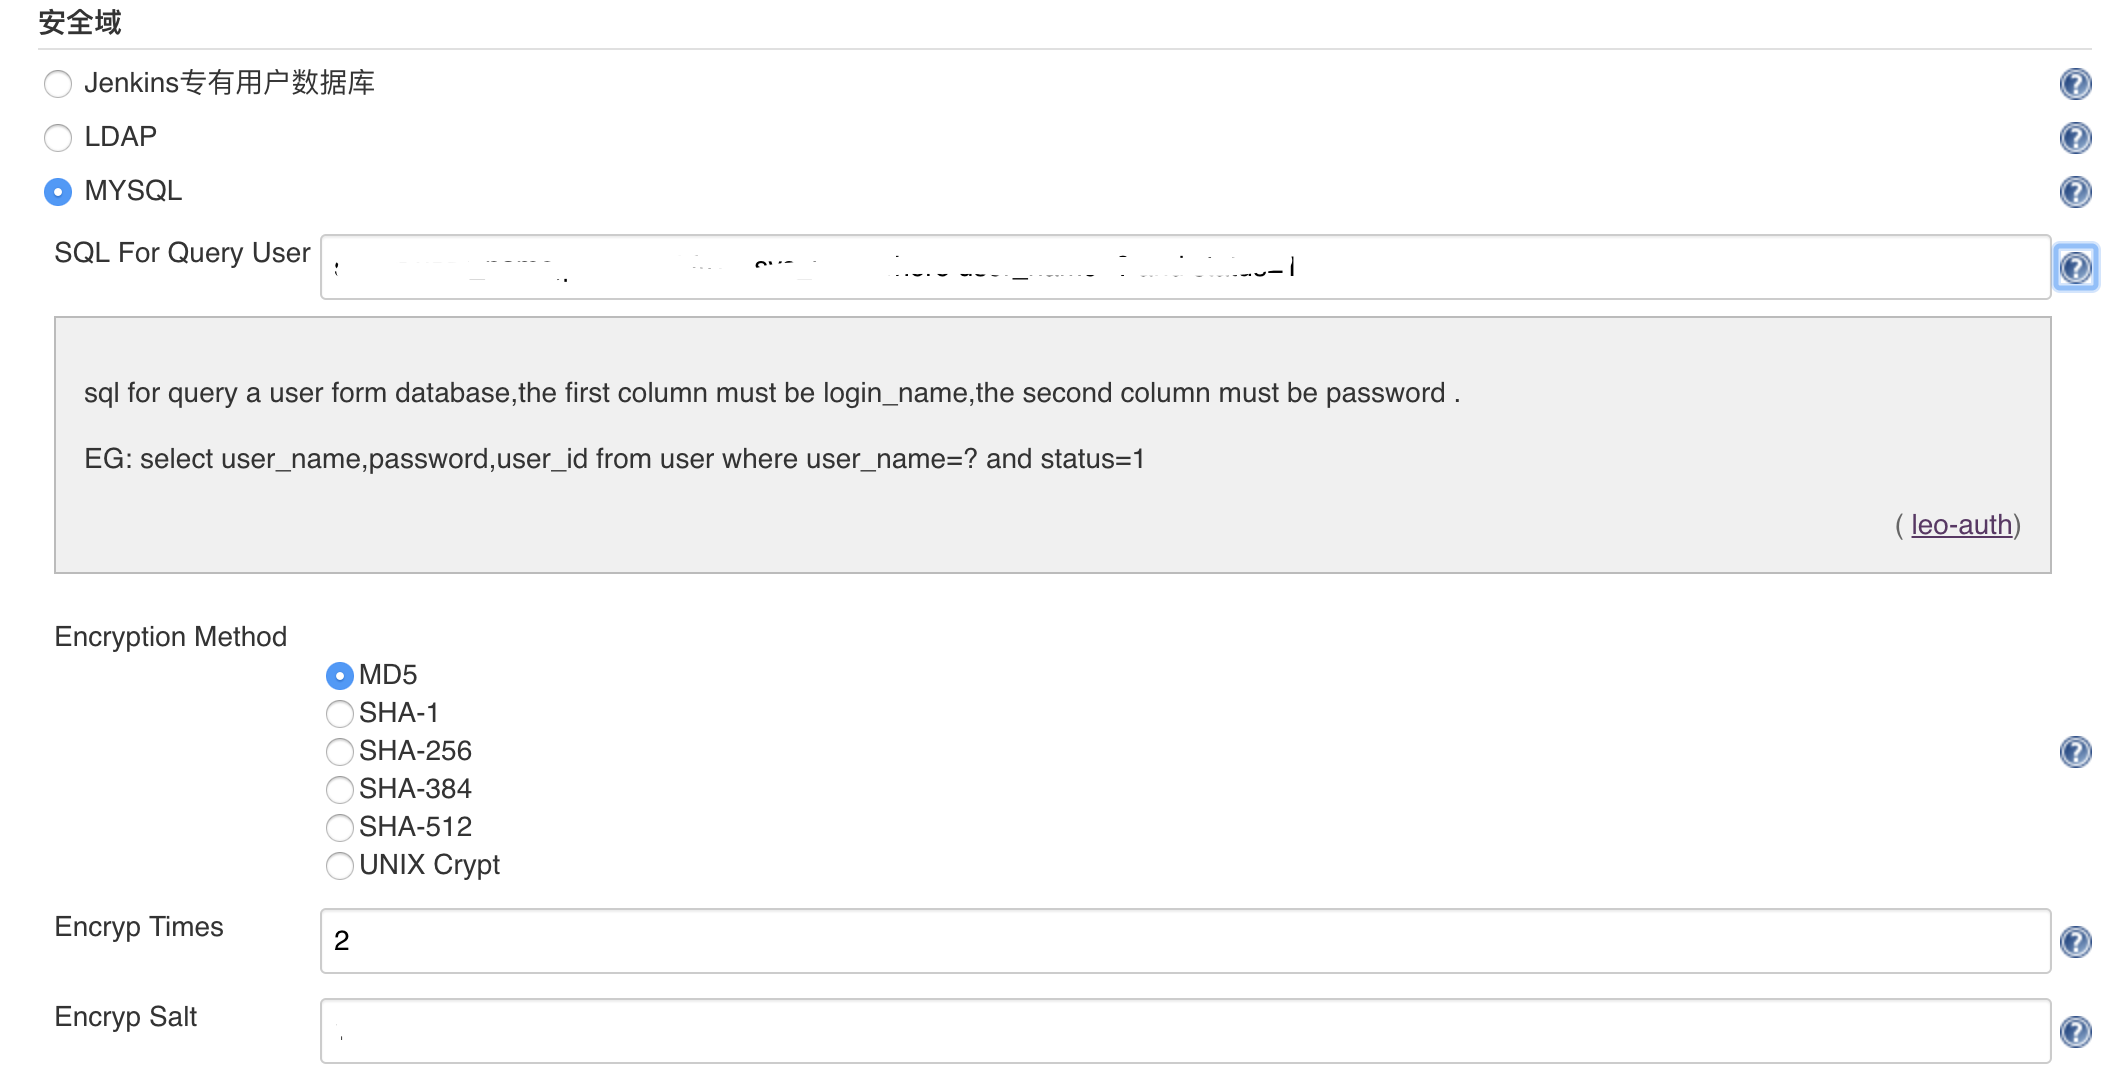 安全域
Jenkins专有用户数据库
LDAP
MYSQL
SQL For Query User
sql for query a user form database,the first column must be login_name,the second column must be password .
EG: select user_name,password,user_id from user where user_name=? and status=1
( leo-auth)
Encryption Method
MD5
SHA-1
SHA-256
SHA-384
SHA-512
UNIX Crypt
Encryp Times
2
Encryp Salt